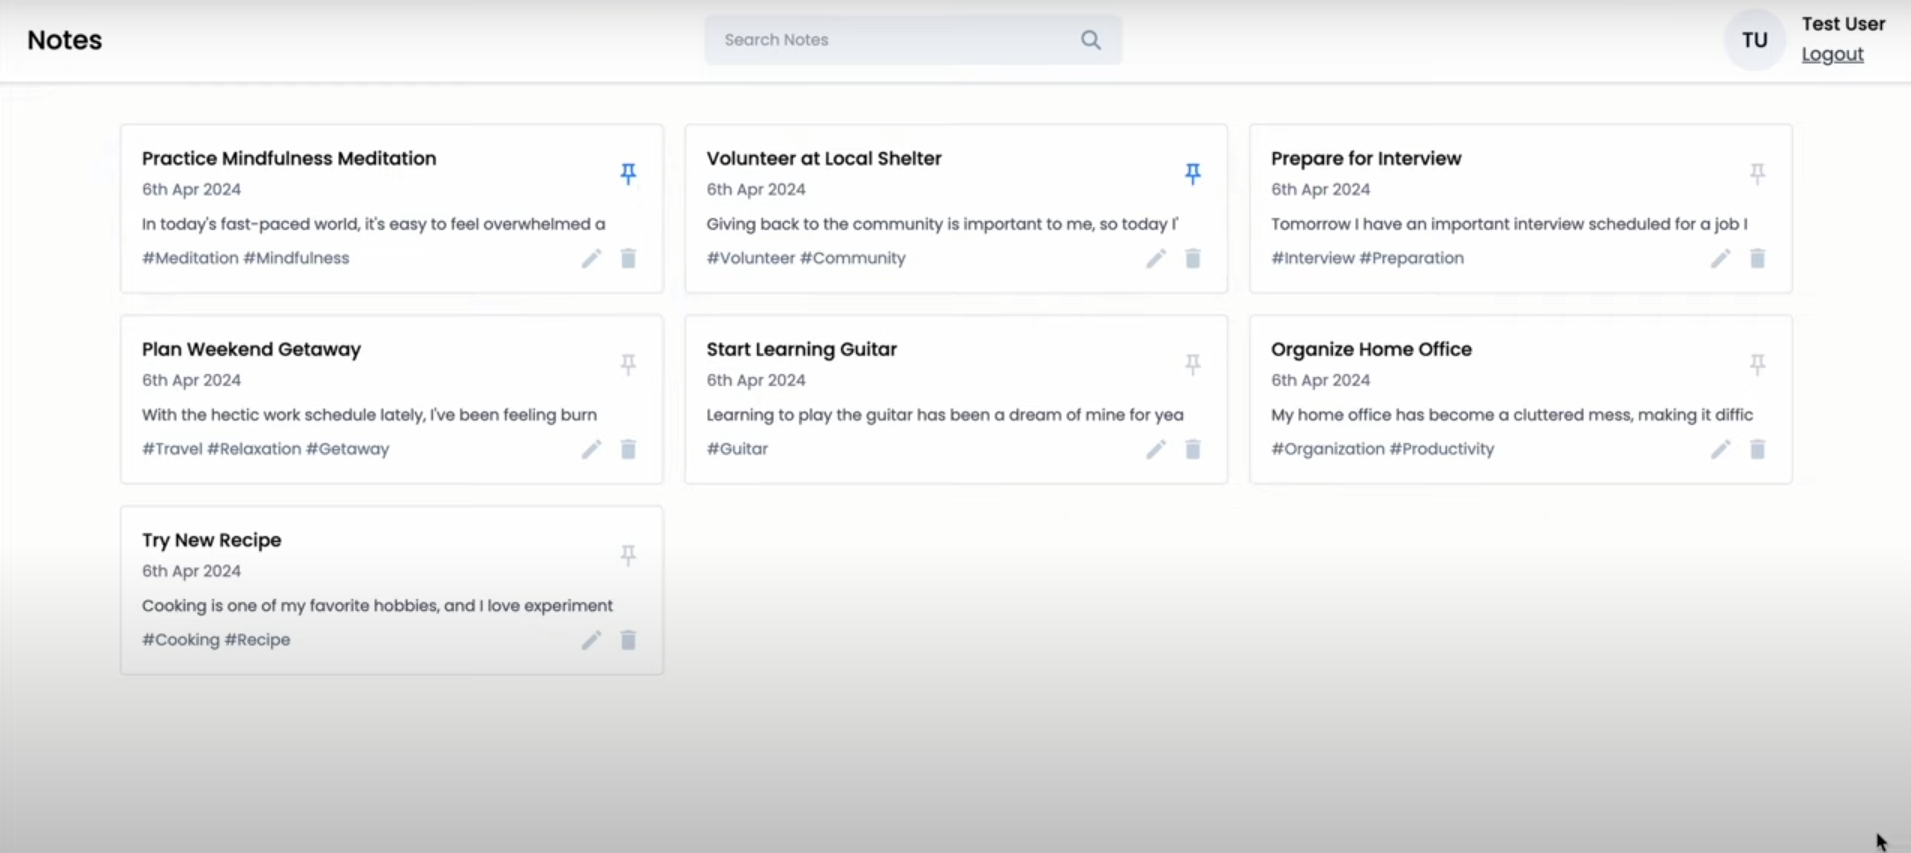 Notes
Search Notes
TU
Test User
Logout
Practice Mindfulness Meditation
6th Apr 2024
In today's fast-paced world, it's easy to feel overwhelmed a
#Meditation #Mindfulness
Volunteer at Local Shelter
6th Apr 2024
Giving back to the community is important to me, so today I'
#Volunteer #Community
Prepare for Interview
6th Apr 2024
Tomorrow I have an important interview scheduled for a job I
#Interview #Preparation
Plan Weekend Getaway
6th Apr 2024
With the hectic work schedule lately, I've been feeling burn
#Travel #Relaxation #Getaway
Start Learning Guitar
6th Apr 2024
Learning to play the guitar has been a dream of mine for yea
#Guitar
Organize Home Office
6th Apr 2024
My home office has become a cluttered mess, making it diffic
#Organization #Productivity
Try New Recipe
6th Apr 2024
Cooking is one of my favorite hobbies, and I love experiment
#Cooking #Recipe